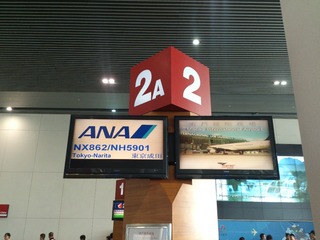 2A
2
ANA
NX862/NH5901
Tokyo-Narita 東京成田
1